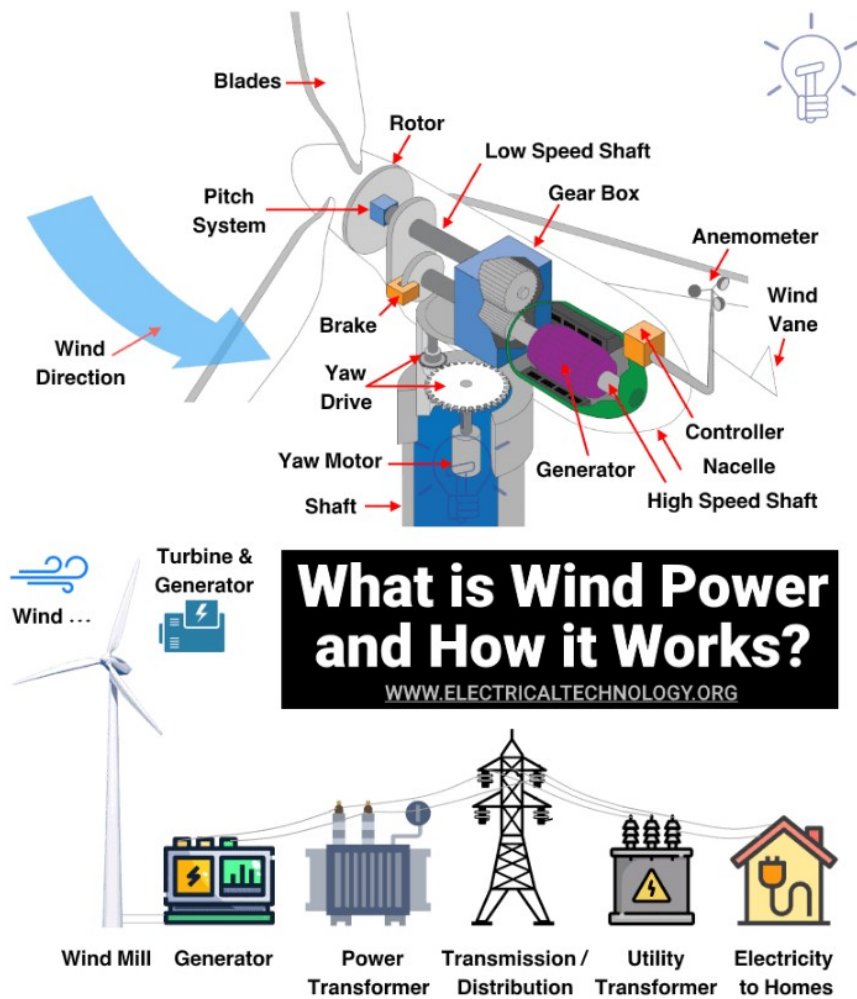 Blades
Rotor
Low Speed Shaft
Pitch
System
Gear Box
Anemometer
Wind
Vane
Brake
Wind
Direction
Yaw
Drive
Controller
Yaw Motor
Generator
Nacelle
Shaft
High Speed Shaft
Turbine &
Generator
Wind ...
What is Wind Power
and How it Works?
WWW.ELECTRICALTECHNOLOGY.ORG
Wind Mill
Generator
Power
Transformer
Transmission /
Distribution
Utility
Transformer
Electricity
to Homes